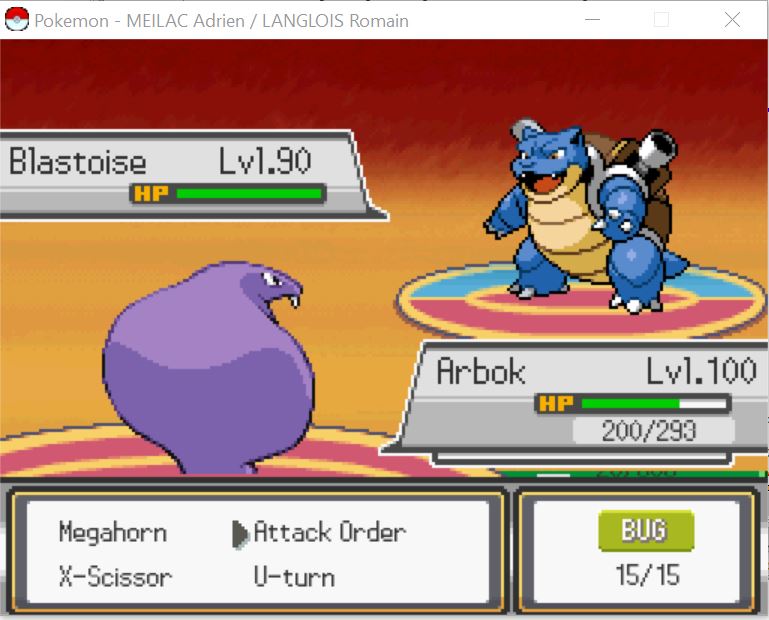 Pokemon - MEILAC Adrien / LANGLOIS Romain
Blastoise Lvl.90
HP
Arbok Lvl.100
HP
200/293
Megahorn Attack Order
X-Scissor U-turn
BUG
15/15